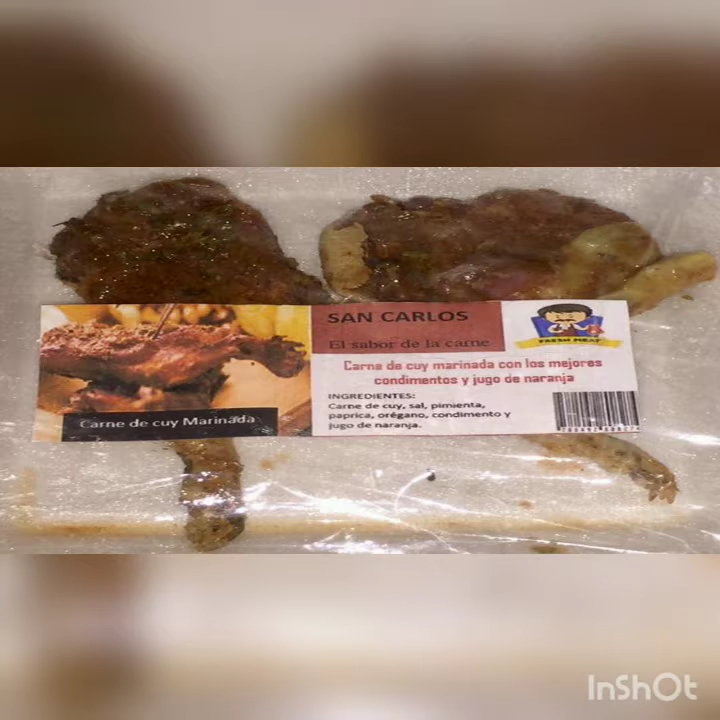 SAN CARLOS
El sabor de la carne
FRESH MEAT
Carne de cuy marinada con los mejores
condimentos y jugo de naranja
INGREDIENTES:
Carne de cuy, sal, pimienta,
paprica, orégano, condimento y
jugo de naranja.
Carne de cuy Marinada
InShOt